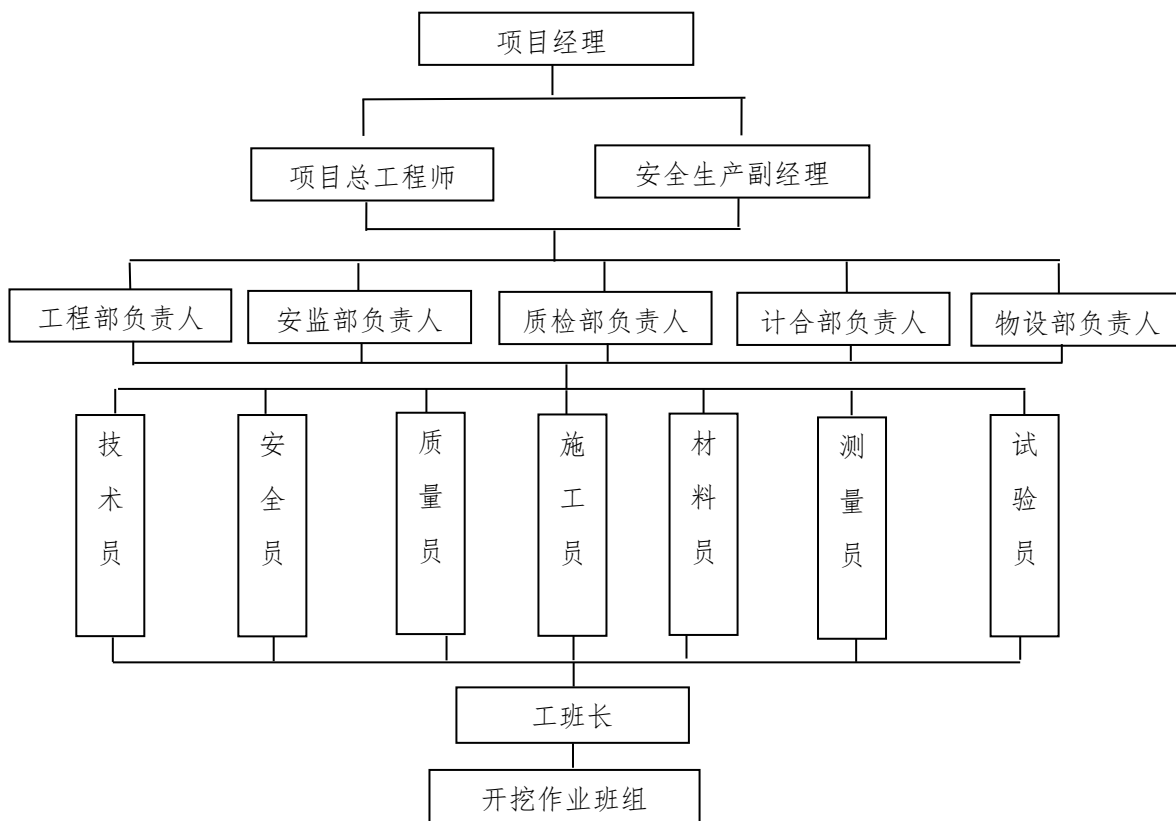 项目经理
项目总工程师
安全生产副经理
工程部负责人
安监部负责人
质检部负责人
计合部负责人
物设部负责人
技术员
安全员
质量员
施工员
材料员
测量员
试验员
工班长
开挖作业班组